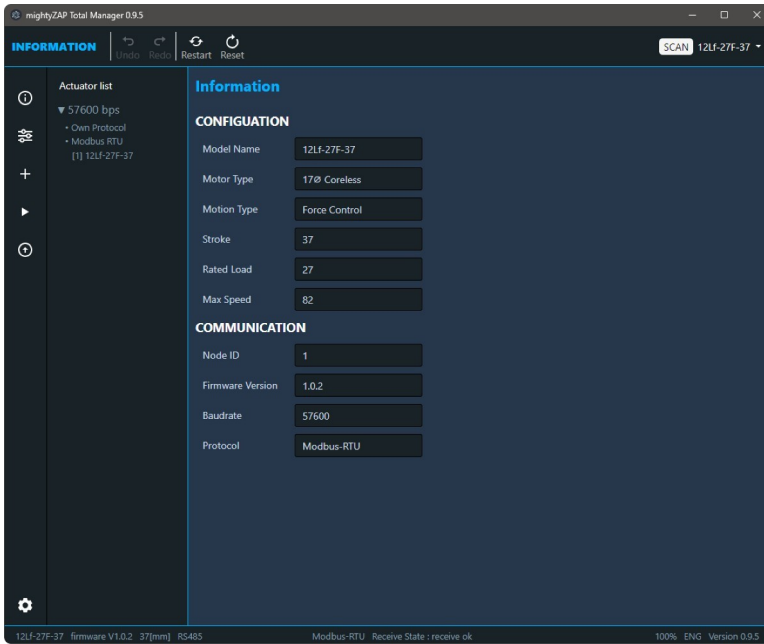 mightyZAP Total Manager 0.9.5
INFORMATION Undo Redo Restart Reset SCAN 12Lf-27F-37
Actuator list
▼ 57600 bps
• Own Protocol
• Modbus RTU
[1] 12Lf-27F-37
Information
CONFIGUATION
Model Name 12Lf-27F-37
Motor Type 17Ø Coreless
Motion Type Force Control
Stroke 37
Rated Load 27
Max Speed 82
COMMUNICATION
Node ID 1
Firmware Version 1.0.2
Baudrate 57600
Protocol Modbus-RTU
12Lf-27F-37 firmware V1.0.2 37[mm] RS485 Modbus-RTU Receive State : receive ok 100% ENG Version 0.9.5